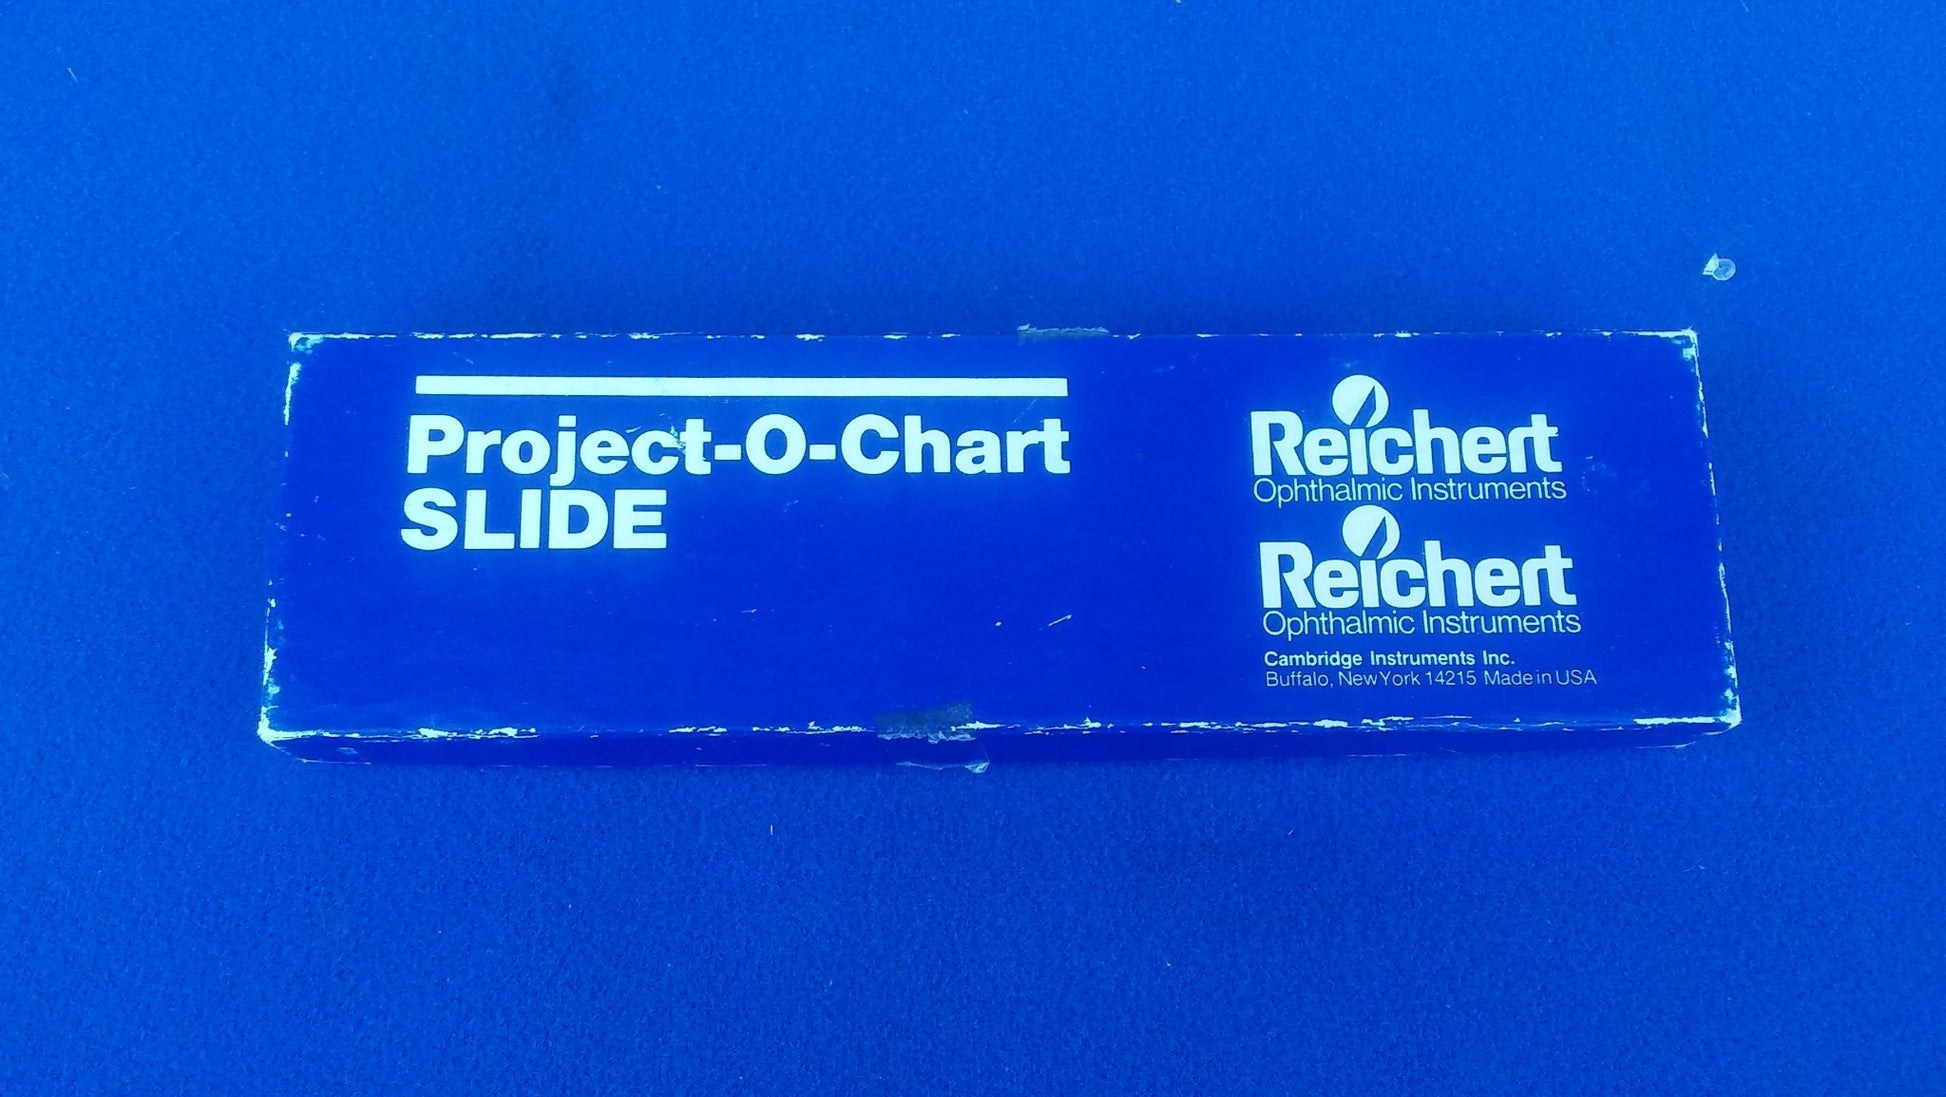 Project-O-Chart
SLIDE
Reichert
Ophthalmic Instruments
Reichert
Ophthalmic Instruments
Cambridge Instruments Inc.
Buffalo, New York 14215 Made in USA